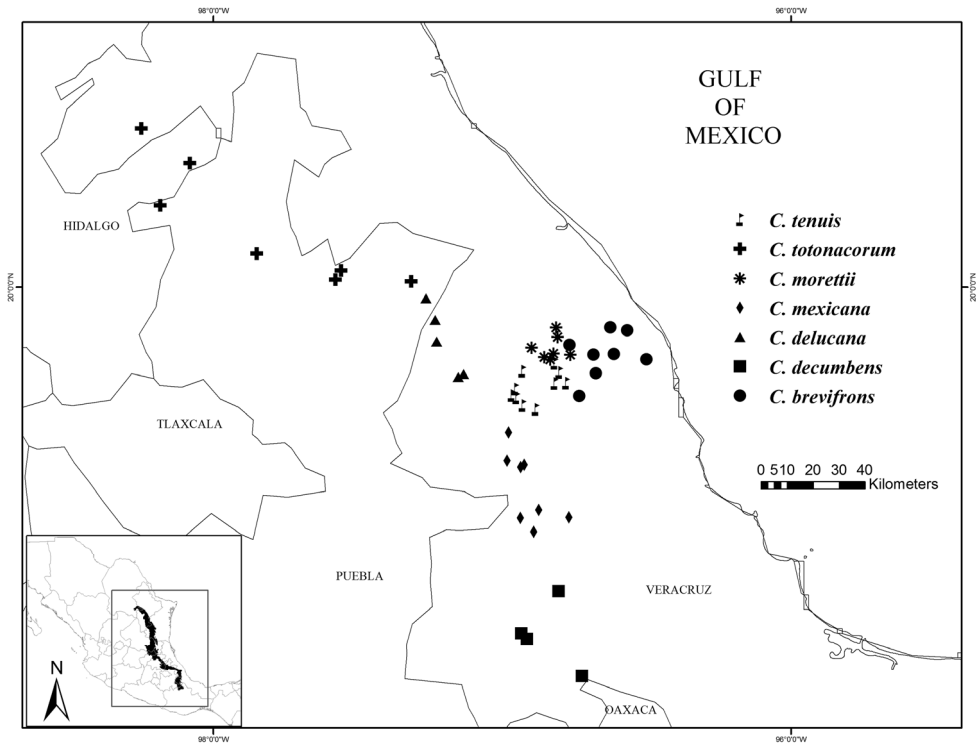 98°0'0"W
96°0'0"W
GULF
OF
MEXICO
C. tenuis
C. totonacorum
C. morettii
C. mexicana
C. delucana
C. decumbens
C. brevifrons
HIDALGO
20°0'0"N
20°0'0"N
TLAXCALA
0 5 10 20 30 40
Kilometers
PUEBLA
VERACRUZ
N
OAXACA
98°0'0"W
96°0'0"W